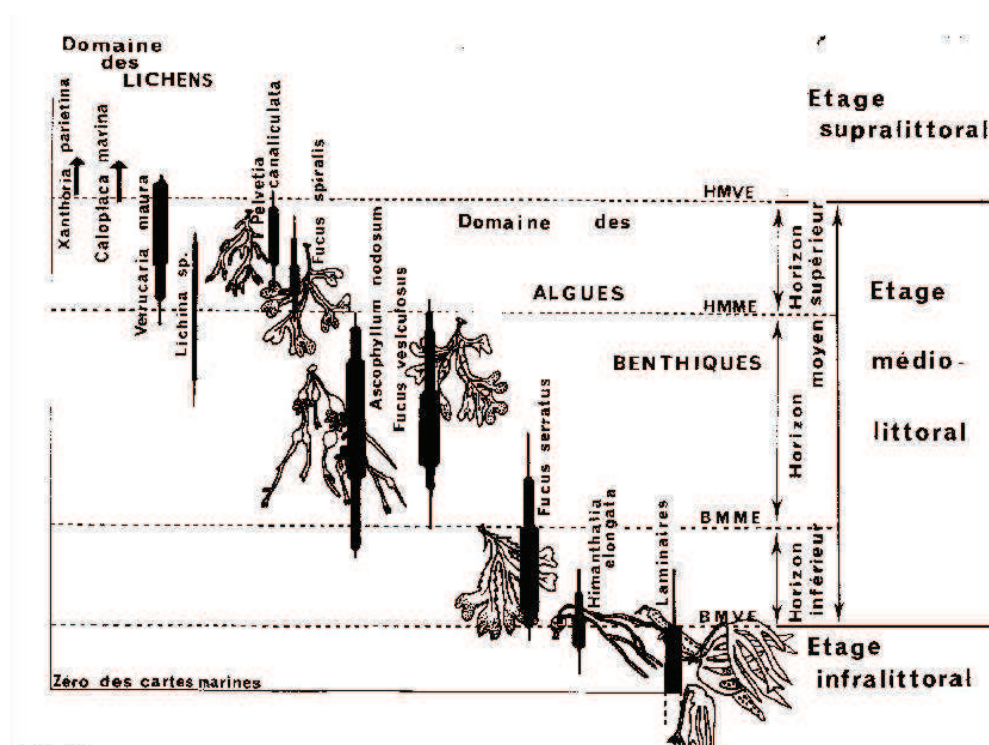 Domaine
des
LICHENS
Xanthoria parietina
Caloplaca marina
Verrucaria maura
Lichina sp.
Pelvetia
canaliculata
Fucus spiralis
Ascophyllum nodosum
Fucus vesiculosus
Fucus serratus
Himanthalia
elongata
Laminaires
Domaine des
ALGUES
BENTHIQUES
HMVE
HMME
BMME
BMVE
Horizon
supérieur
Horizon
moyen
Horizon
inférieur
Etage
supralittoral
Etage
médio-
littoral
Etage
infralittoral
Zéro des cartes marines